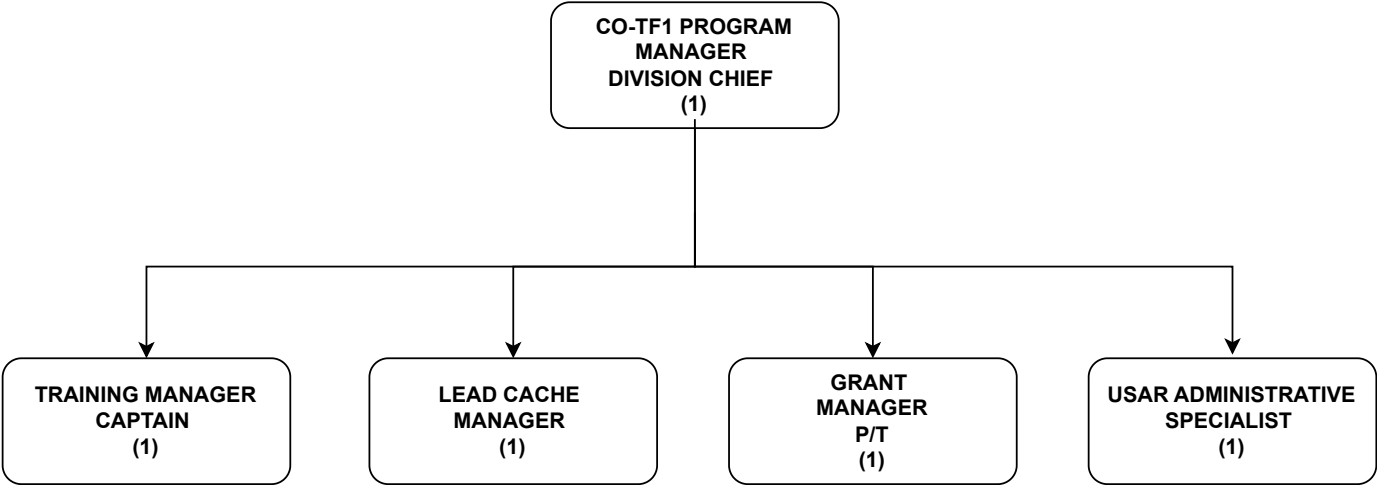 CO-TF1 PROGRAM
MANAGER
DIVISION CHIEF
(1)
TRAINING MANAGER
CAPTAIN
(1)
LEAD CACHE
MANAGER
(1)
GRANT
MANAGER
P/T
(1)
USAR ADMINISTRATIVE
SPECIALIST
(1)